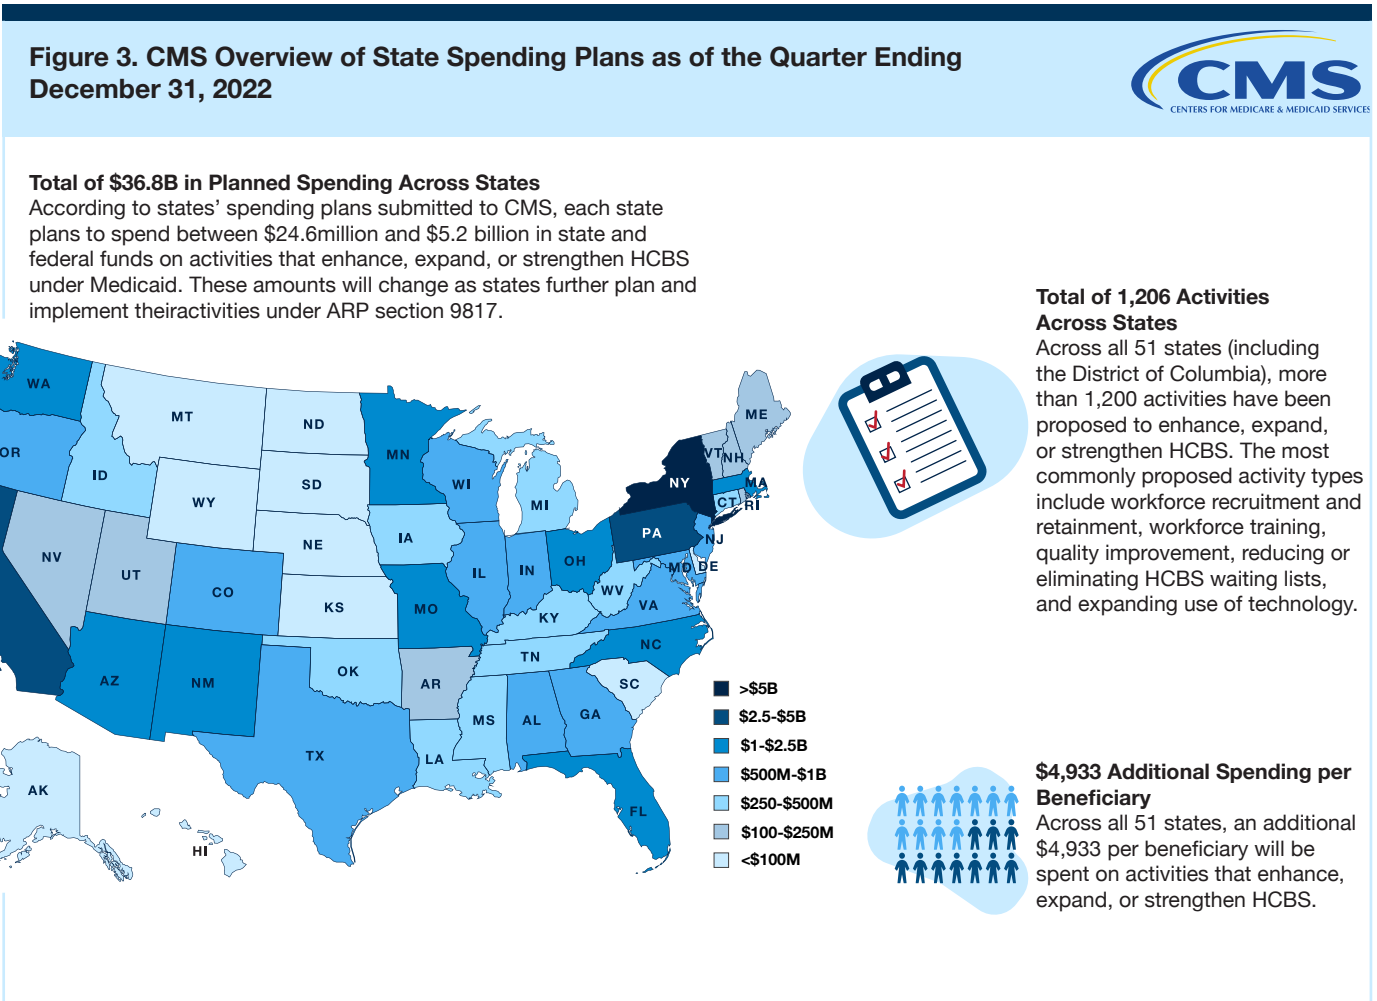 Figure 3. CMS Overview of State Spending Plans as of the Quarter Ending
December 31, 2022
CMS
CENTERS FOR MEDICARE & MEDICAID SERVICES
Total of $36.8B in Planned Spending Across States
According to states’ spending plans submitted to CMS, each state
plans to spend between $24.6million and $5.2 billion in state and
federal funds on activities that enhance, expand, or strengthen HCBS
under Medicaid. These amounts will change as states further plan and
implement theiractivities under ARP section 9817.
Total of 1,206 Activities
Across States
Across all 51 states (including
the District of Columbia), more
than 1,200 activities have been
proposed to enhance, expand,
or strengthen HCBS. The most
commonly proposed activity types
include workforce recruitment and
retainment, workforce training,
quality improvement, reducing or
eliminating HCBS waiting lists,
and expanding use of technology.
WA
MT
ND
MN
ME
OR
ID
SD
WI
VT
NH
WY
MI
NY
MA
CT
RI
NV
UT
NE
IA
PA
NJ
CO
KS
MO
IL
IN
OH
WV
MD
DE
KY
VA
AZ
NM
OK
AR
TN
NC
SC
TX
LA
MS
AL
GA
FL
AK
HI
>$5B
$2.5-$5B
$1-$2.5B
$500M-$1B
$250-$500M
$100-$250M
<$100M
$4,933 Additional Spending per
Beneficiary
Across all 51 states, an additional
$4,933 per beneficiary will be
spent on activities that enhance,
expand, or strengthen HCBS.